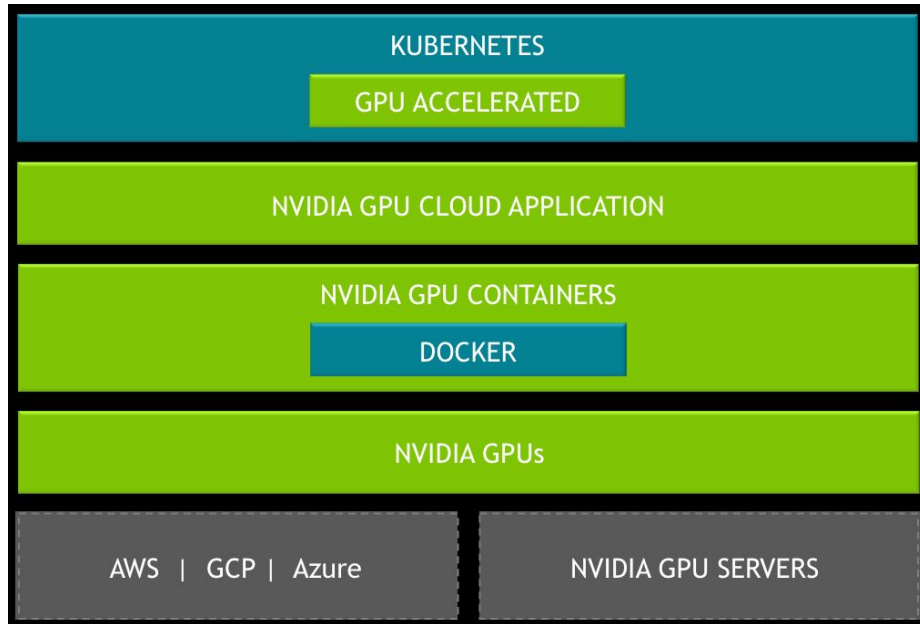 KUBERNETES
GPU ACCELERATED
NVIDIA GPU CLOUD APPLICATION
NVIDIA GPU CONTAINERS
DOCKER
NVIDIA GPUs
AWS | GCP | Azure
NVIDIA GPU SERVERS